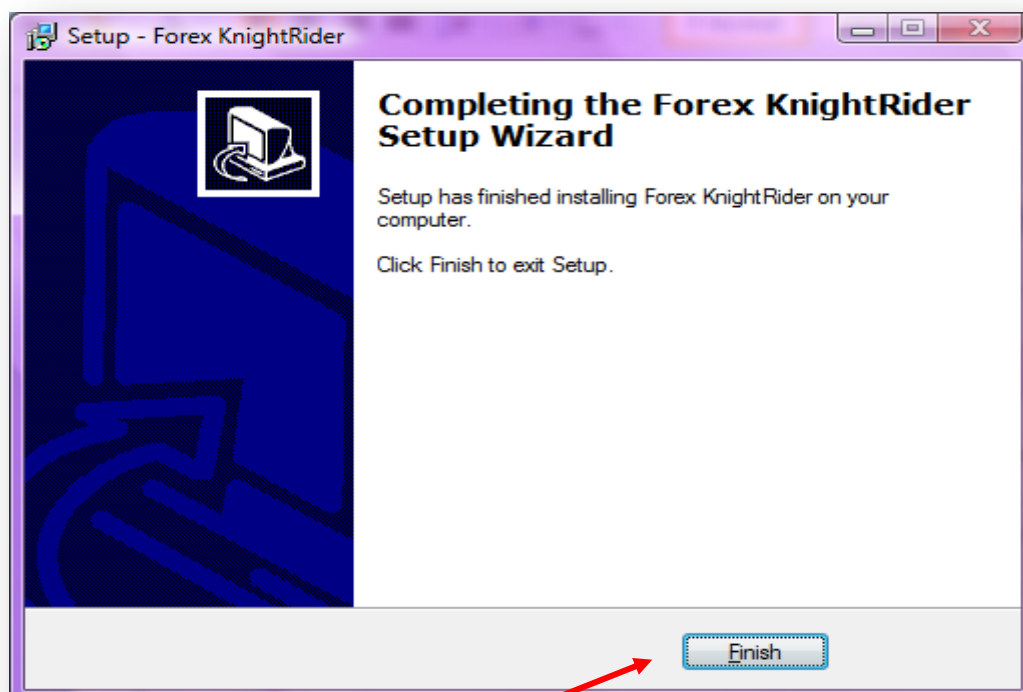 Setup - Forex KnightRider
Completing the Forex KnightRider
Setup Wizard
Setup has finished installing Forex KnightRider on your
computer.
Click Finish to exit Setup.
Finish